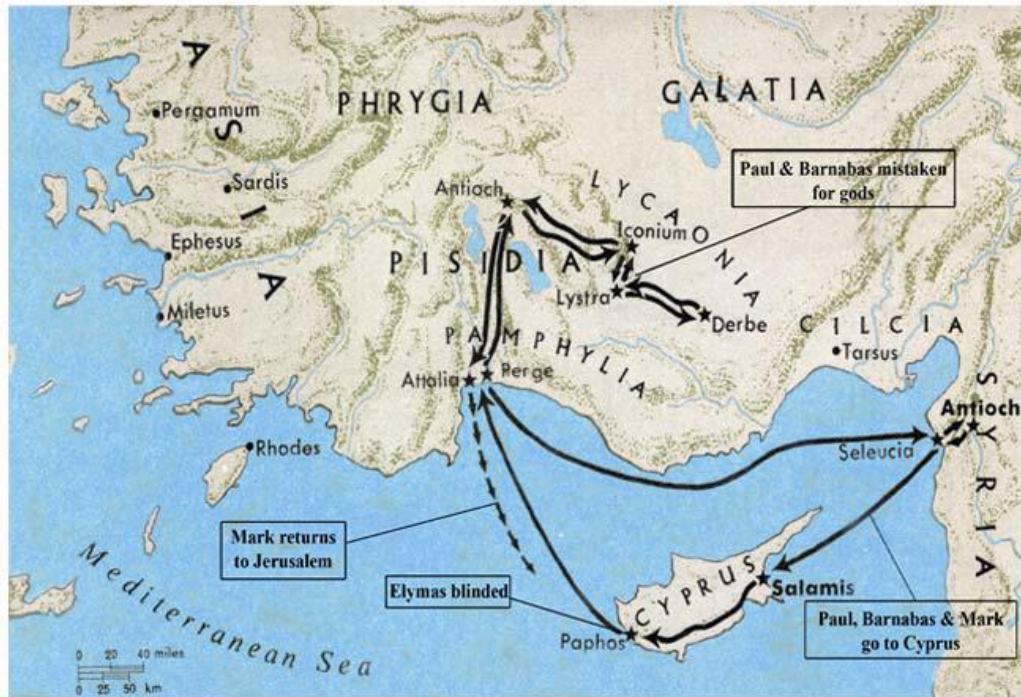 ASIA
Pergamum
PHRYGIA
GALATIA
Sardis
Antioch
LYCANIA
Paul & Barnabas mistaken
for gods
Iconium O
Ephesus
PISIDIA
Lystra
Derbe
Miletus
PAMPHYLIA
CILCIA
Tarsus
Attalia
Perge
SYRIA
Antioch
Seleucia
Rhodes
Mark returns
to Jerusalem
Elymas blinded
CYPRUS
Salamis
Paphos
Paul, Barnabas & Mark
go to Cyprus
Mediterranean Sea
0 20 40 miles
0 25 50 km